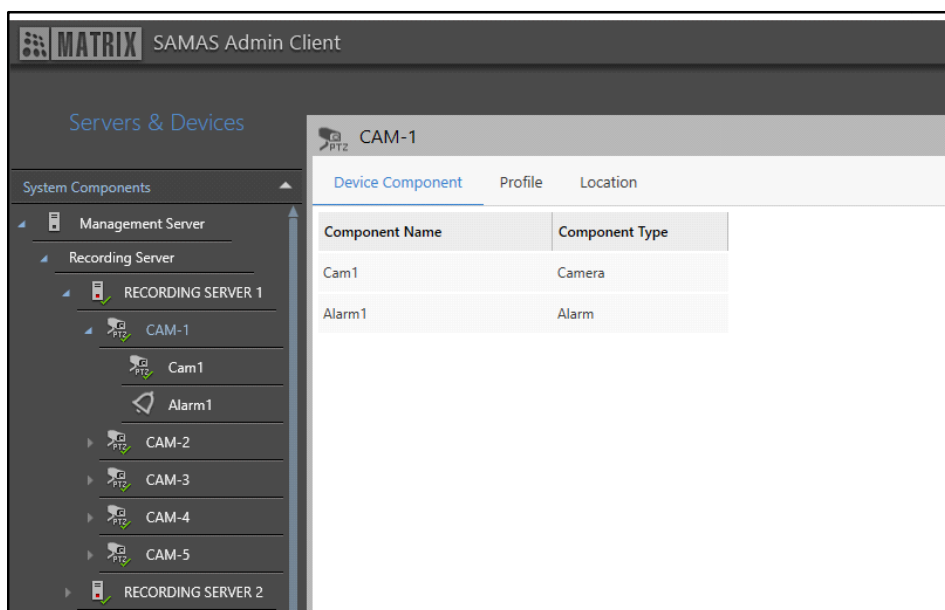 MATRIX SAMAS Admin Client
Servers & Devices
System Components
Management Server
Recording Server
RECORDING SERVER 1
CAM-1
Cam1
Alarm1
CAM-2
CAM-3
CAM-4
CAM-5
RECORDING SERVER 2
PTZ CAM-1
Device Component Profile Location
Component Name Component Type
Cam1 Camera
Alarm1 Alarm